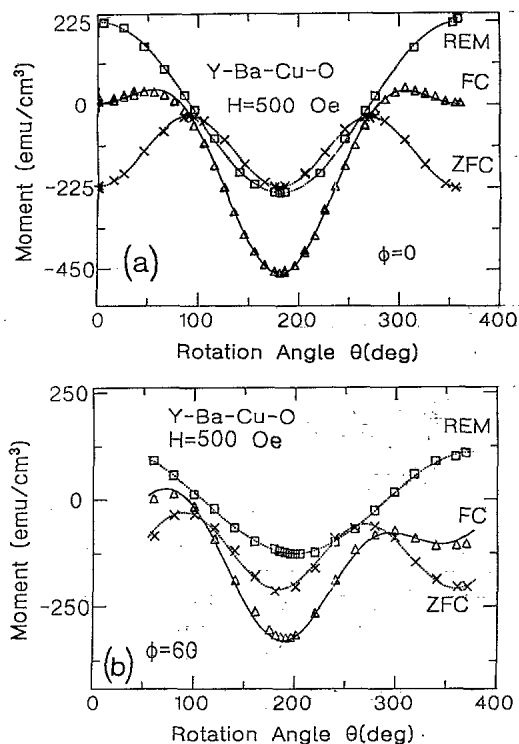 225
0
-225
-450
Moment (emu/cm³)
Y-Ba-Cu-O
H=500 Oe
REM
FC
ZFC
(a)
ϕ=0
0 100 200 300 400
Rotation Angle θ(deg)
250
0
-250
Moment (emu/cm³)
Y-Ba-Cu-O
H=500 Oe
REM
FC
ZFC
(b)
ϕ=60
0 100 200 300 400
Rotation Angle θ(deg)